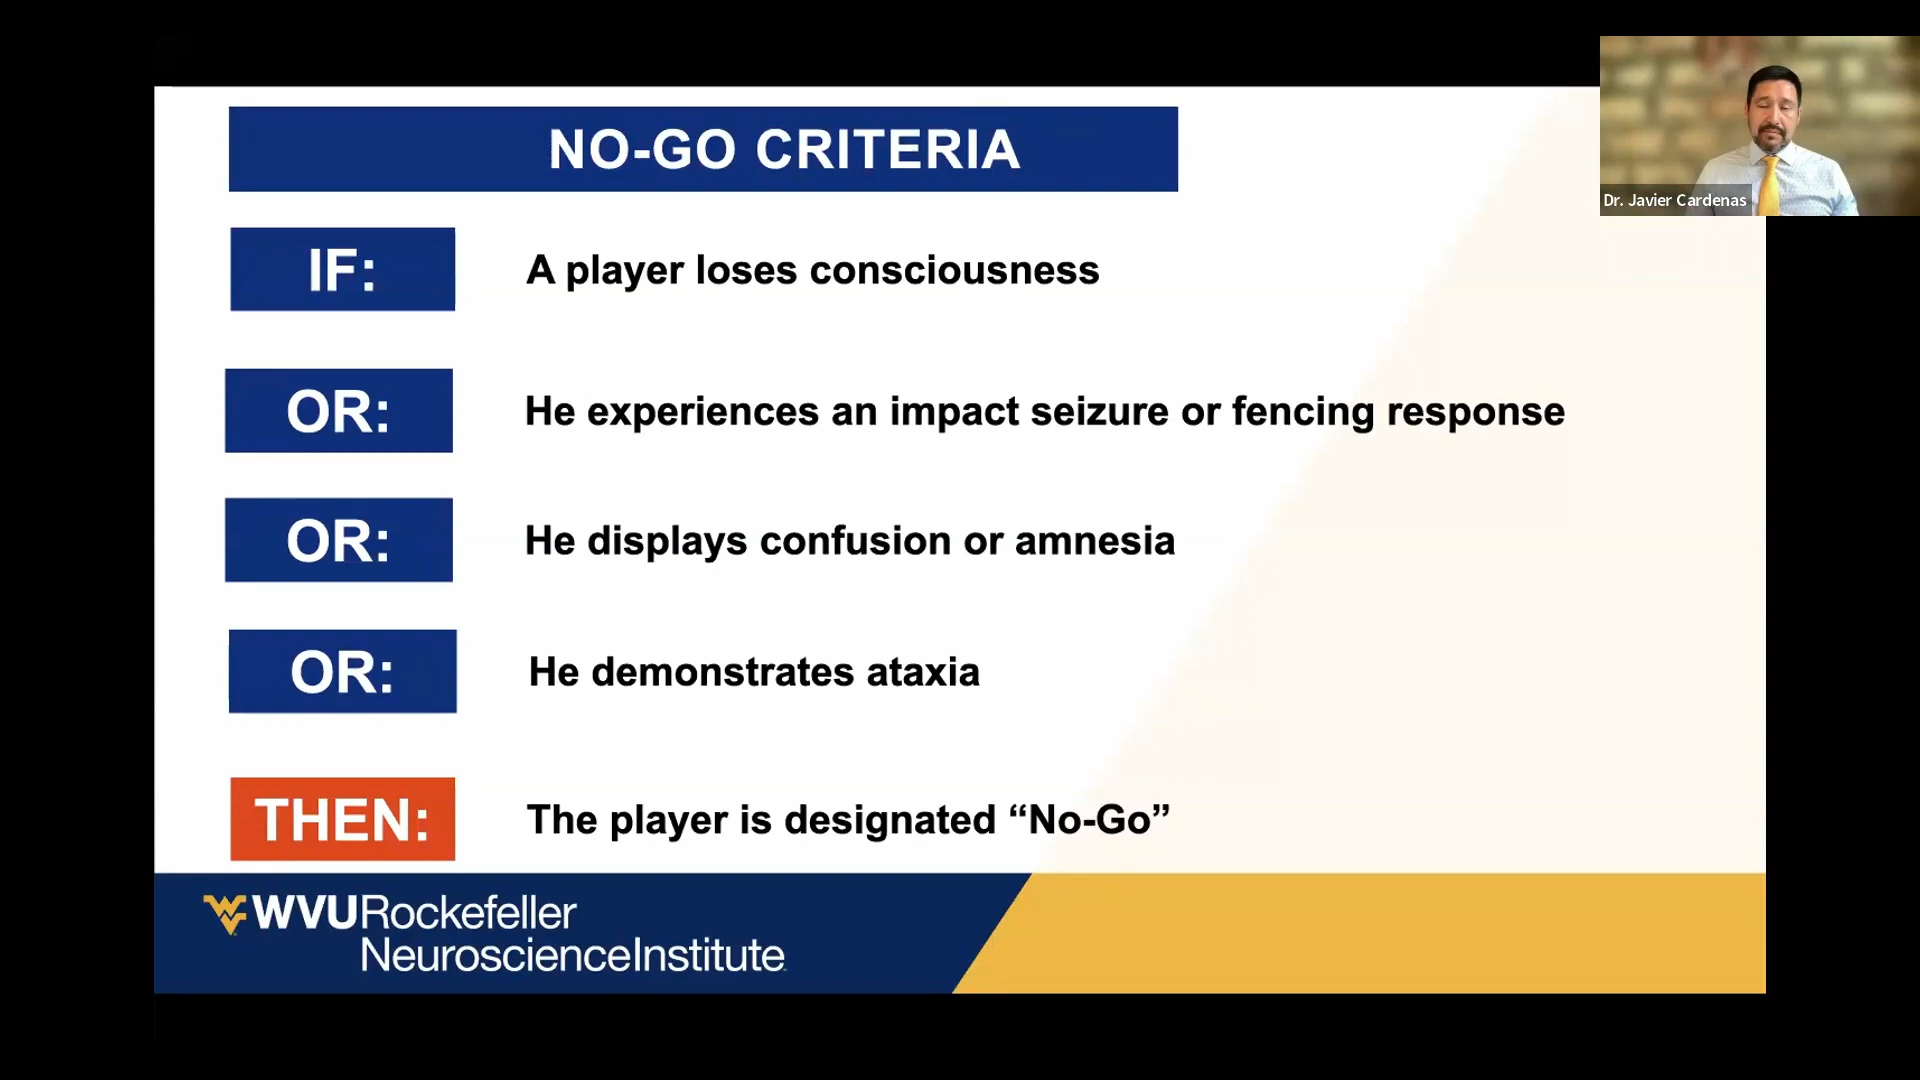 NO-GO CRITERIA
Dr. Javier Cardenas
IF: A player loses consciousness
OR: He experiences an impact seizure or fencing response
OR: He displays confusion or amnesia
OR: He demonstrates ataxia
THEN: The player is designated “No-Go”
WVURockefeller
NeuroscienceInstitute